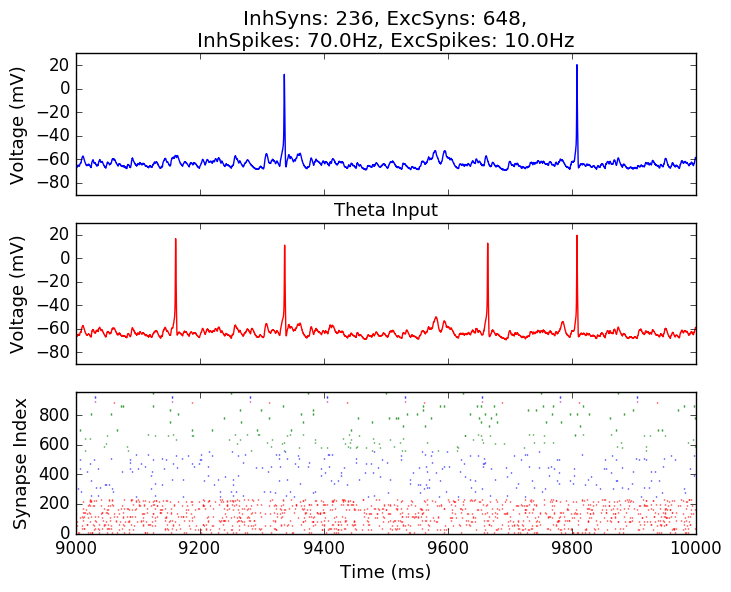 InhSyns: 236, ExcSyns: 648,
InhSpikes: 70.0Hz, ExcSpikes: 10.0Hz
20
0
−20
−40
−60
−80
Voltage (mV)
Theta Input
20
0
−20
−40
−60
−80
Voltage (mV)
800
600
400
200
0
Synapse Index
9000 9200 9400 9600 9800 10000
Time (ms)